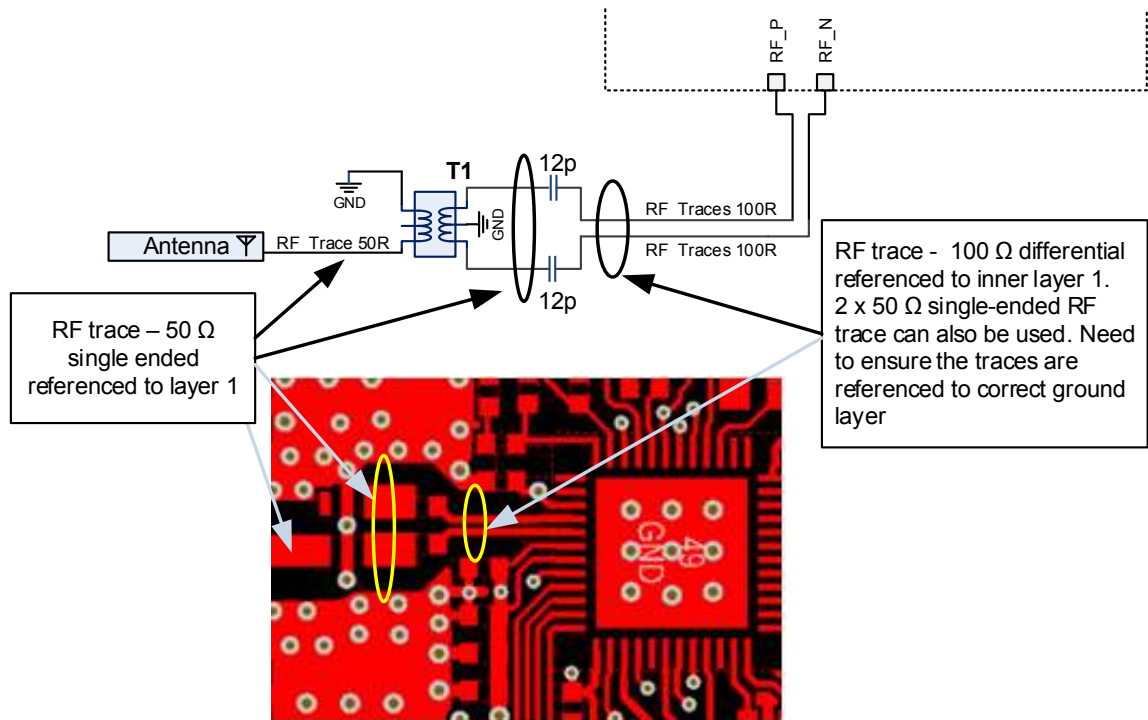 RF_P
RF_N
T1
12p
GND
GND
RF Traces 100R
Antenna
RF Trace 50R
RF Traces 100R
12p
RF trace – 50 Ω
single ended
referenced to layer 1
RF trace - 100 Ω differential
referenced to inner layer 1.
2 x 50 Ω single-ended RF
trace can also be used. Need
to ensure the traces are
referenced to correct ground
layer
49
GND